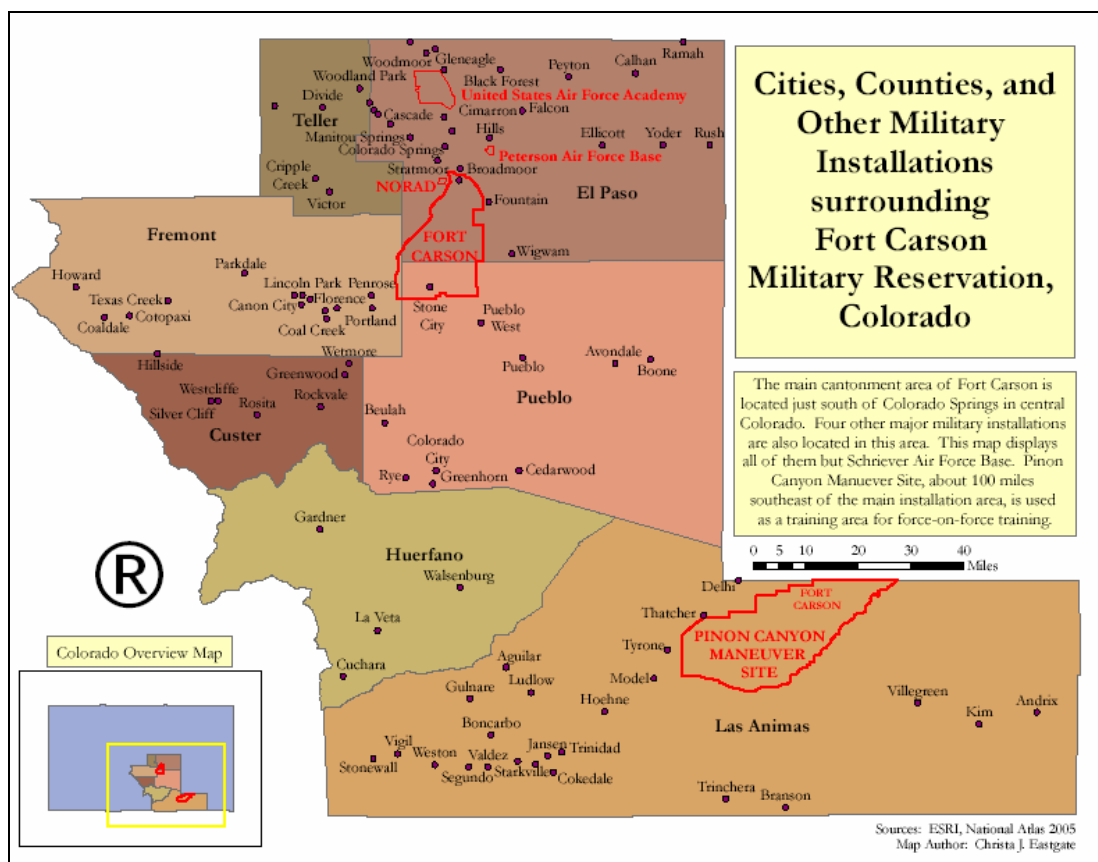 Cities, Counties, and
Other Military
Installations
surrounding
Fort Carson
Military Reservation,
Colorado
The main cantonment area of Fort Carson is
located just south of Colorado Springs in central
Colorado. Four other major military installations
are also located in this area. This map displays
all of them but Schriever Air Force Base. Pinon
Canyon Manuever Site, about 100 miles
southeast of the main installation area, is used
as a training area for force-on-force training.
0 5 10 20 30 40
Miles
Woodmoor
Gleneagle
Ramah
Calhan
Peyton
Black Forest
Woodland Park
United States Air Force Academy
Divide
Teller
Cascade
Cimarron
Hills
Falcon
Manitou Springs
Colorado Springs
Ellicott
Yoder
Rush
Peterson Air Force Base
Stratmoor
Broadmoor
NORAD
Cripple
Creek
Victor
El Paso
Fountain
FORT
CARSON
Wigwam
Fremont
Parkdale
Howard
Texas Creek
Cotopaxi
Coaldale
Lincoln Park
Penrose
Canon City
Florence
Portland
Coal Creek
Stone
City
Pueblo
West
Pueblo
Avondale
Boone
Pueblo
Hillside
Wetmore
Greenwood
Westcliffe
Silver Cliff
Rosita
Rockvale
Custer
Beulah
Colorado
City
Rye
Greenhorn
Cedarwood
Gardner
Huerfano
Walsenburg
La Veta
Cuchara
Delhi
FORT
CARSON
Thatcher
PINON CANYON
MANEUVER
SITE
Tyrone
Model
Aguilar
Ludlow
Gulnare
Hoehne
Las Animas
Villegreen
Kim
Andrix
Boncarbo
Vigil
Stonewall
Weston
Segundo
Valdez
Starkville
Jansen
Trinidad
Cokedale
Trinchera
Branson
®
Colorado Overview Map
Sources: ESRI, National Atlas 2005
Map Author: Christa J. Eastgate